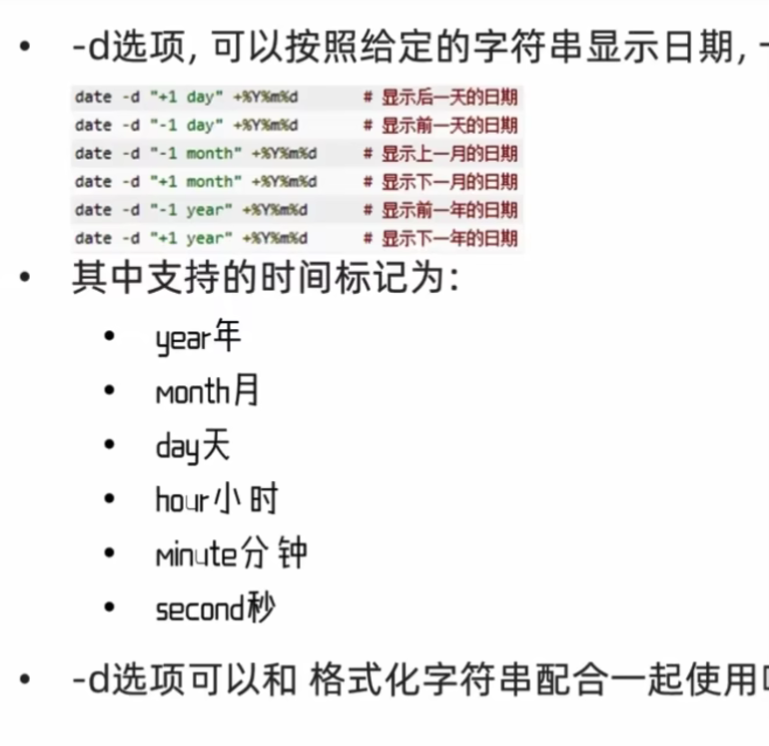 -d选项, 可以按照给定的字符串显示日期,
date -d "+1 day" +%Y%m%d # 显示后一天的日期
date -d "-1 day" +%Y%m%d # 显示前一天的日期
date -d "-1 month" +%Y%m%d # 显示上一月的日期
date -d "+1 month" +%Y%m%d # 显示下一月的日期
date -d "-1 year" +%Y%m%d # 显示前一年的日期
date -d "+1 year" +%Y%m%d # 显示下一年的日期
其中支持的时间标记为:
year年
month月
day天
hour小时
minute分钟
second秒
-d选项可以和 格式化字符串配合一起使用